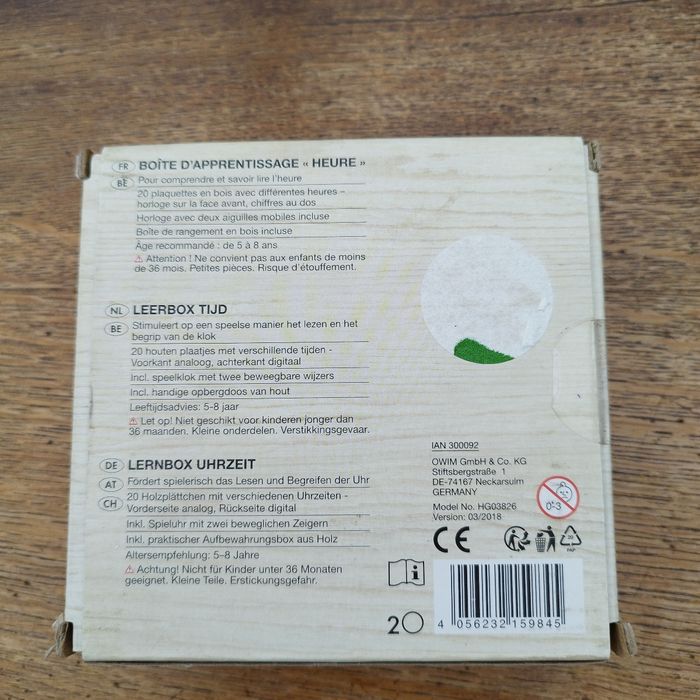 FR BOÎTE D'APPRENTISSAGE « HEURE »
BE Pour comprendre et savoir lire l'heure
20 plaquettes en bois avec différentes heures –
horloge sur la face avant, chiffres au dos
Horloge avec deux aiguilles mobiles incluse
Boîte de rangement en bois incluse
Âge recommandé : de 5 à 8 ans
Attention ! Ne convient pas aux enfants de moins
de 36 mois. Petites pièces. Risque d'étouffement.
NL LEERBOX TIJD
BE Stimuleert op een speelse manier het lezen en het
begrip van de klok
20 houten plaatjes met verschillende tijden -
Voorkant analoog, achterkant digitaal
Incl. speelklok met twee beweegbare wijzers
Incl. handige opbergdoos van hout
Leeftijdsadvies: 5-8 jaar
Let op! Niet geschikt voor kinderen jonger dan
36 maanden. Kleine onderdelen. Verstikkingsgevaar.
DE LERNBOX UHRZEIT
AT Fördert spielerisch das Lesen und Begreifen der Uhr
CH 20 Holzplättchen mit verschiedenen Uhrzeiten -
Vorderseite analog, Rückseite digital
Inkl. Spieluhr mit zwei beweglichen Zeigern
Inkl. praktischer Aufbewahrungsbox aus Holz
Altersempfehlung: 5–8 Jahre
Achtung! Nicht für Kinder unter 36 Monaten
geeignet. Kleine Teile. Erstickungsgefahr.
IAN 300092
OWIM GmbH & Co. KG
Stiftsbergstraße 1
DE-74167 Neckarsulm
GERMANY
Model No. HG03826
Version: 03/2018
0-3
CE
20
PAP
i
2
4 056232 159845